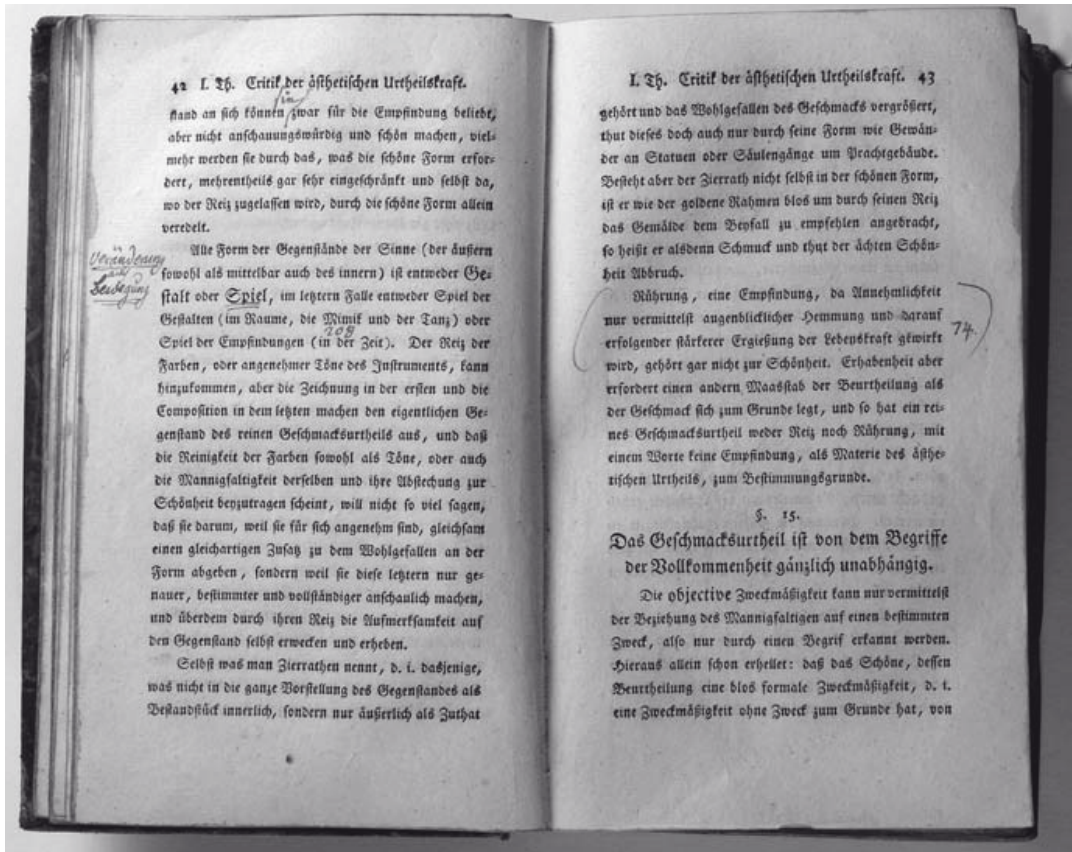 42 I. Th. Critik der ästhetischen Urtheilskraft.
in
stand an sich können zwar für die Empfindung beliebt,
aber nicht anschauungswürdig und schön machen, viel-
mehr werden sie durch das, was die schöne Form erfor-
dert, mehrentheils gar sehr eingeschränkt und selbst da,
wo der Reiz zugelassen wird, durch die schöne Form allein
veredelt.
Alle Form der Gegenstände der Sinne (der äußern
sowohl als mittelbar auch des innern) ist entweder Ge-
stalt oder Spiel, im letztern Falle entweder Spiel der
Gestalten (im Raume, die Mimik und der Tanz) oder
208
Spiel der Empfindungen (in der Zeit). Der Reiz der
Farben, oder angenehmer Töne des Instruments, kann
hinzukommen, aber die Zeichnung in der ersten und die
Composition in dem letzten machen den eigentlichen Ge-
genstand des reinen Geschmacksurtheils aus, und daß
die Reinigkeit der Farben sowohl als Töne, oder auch
die Mannigfaltigkeit derselben und ihre Abstechung zur
Schönheit beyzutragen scheint, will nicht so viel sagen,
daß sie darum, weil sie für sich angenehm sind, gleichsam
einen gleichartigen Zusatz zu dem Wohlgefallen an der
Form abgeben, sondern weil sie diese letztern nur ge-
nauer, bestimmter und vollständiger anschaulich machen,
und überdem durch ihren Reiz die Aufmerksamkeit auf
den Gegenstand selbst erwecken und erheben.
Selbst was man Zierrathen nennt, d. i. dasjenige,
was nicht in die ganze Vorstellung des Gegenstandes als
Bestandstück innerlich, sondern nur äußerlich als Zuthat
Veränderung
Bewegung
I. Th. Critik der ästhetischen Urtheilskraft. 43
gehört und das Wohlgefallen des Geschmacks vergrößert,
thut dieses doch auch nur durch seine Form wie Gewän-
der an Statuen oder Säulengänge um Prachtgebäude.
Besteht aber der Zierrath nicht selbst in der schönen Form,
ist er wie der goldene Rahmen blos um durch seinen Reiz
das Gemälde dem Beyfall zu empfehlen angebracht,
so heißt er alsdenn Schmuck und thut der ächten Schön-
heit Abbruch.
Rührung, eine Empfindung, da Annehmlichkeit
nur vermittelst augenblicklicher Hemmung und darauf
erfolgender stärkerer Ergießung der Lebenskraft gewirkt
74.
wird, gehört gar nicht zur Schönheit. Erhabenheit aber
erfordert einen andern Maasstab der Beurtheilung als
der Geschmack sich zum Grunde legt, und so hat ein rei-
nes Geschmacksurtheil weder Reiz noch Rührung, mit
einem Worte keine Empfindung, als Materie des ästhe-
tischen Urtheils, zum Bestimmungsgrunde.
§. 15.
Das Geschmacksurtheil ist von dem Begriffe
der Vollkommenheit gänzlich unabhängig.
Die objective Zweckmäßigkeit kann nur vermittelst
der Beziehung des Mannigfaltigen auf einen bestimmten
Zweck, also nur durch einen Begrif erkannt werden.
Hieraus allein schon erhellet: daß das Schöne, dessen
Beurtheilung eine blos formale Zweckmäßigkeit, d. i.
eine Zweckmäßigkeit ohne Zweck zum Grunde hat, von